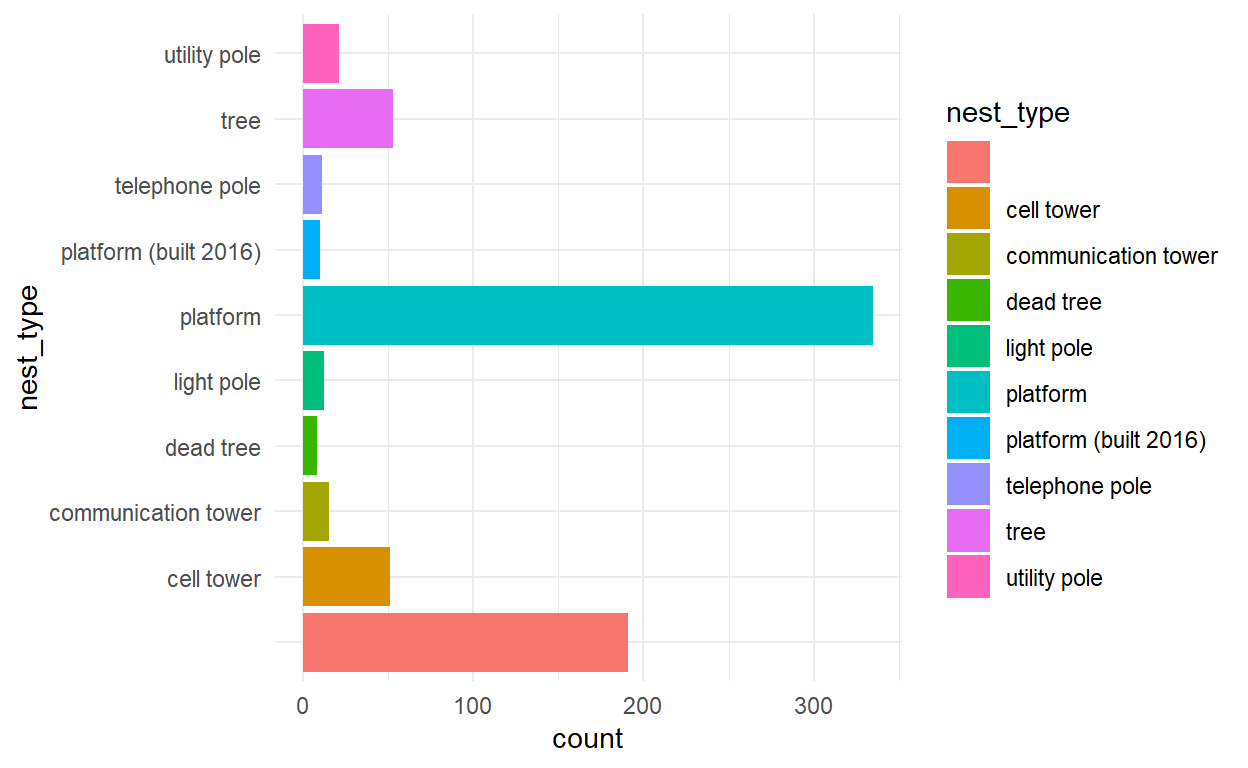 utility pole
tree
telephone pole
platform (built 2016)
platform
light pole
dead tree
communication tower
cell tower
nest_type
0 100 200 300
count
nest_type
cell tower
communication tower
dead tree
light pole
platform
platform (built 2016)
telephone pole
tree
utility pole